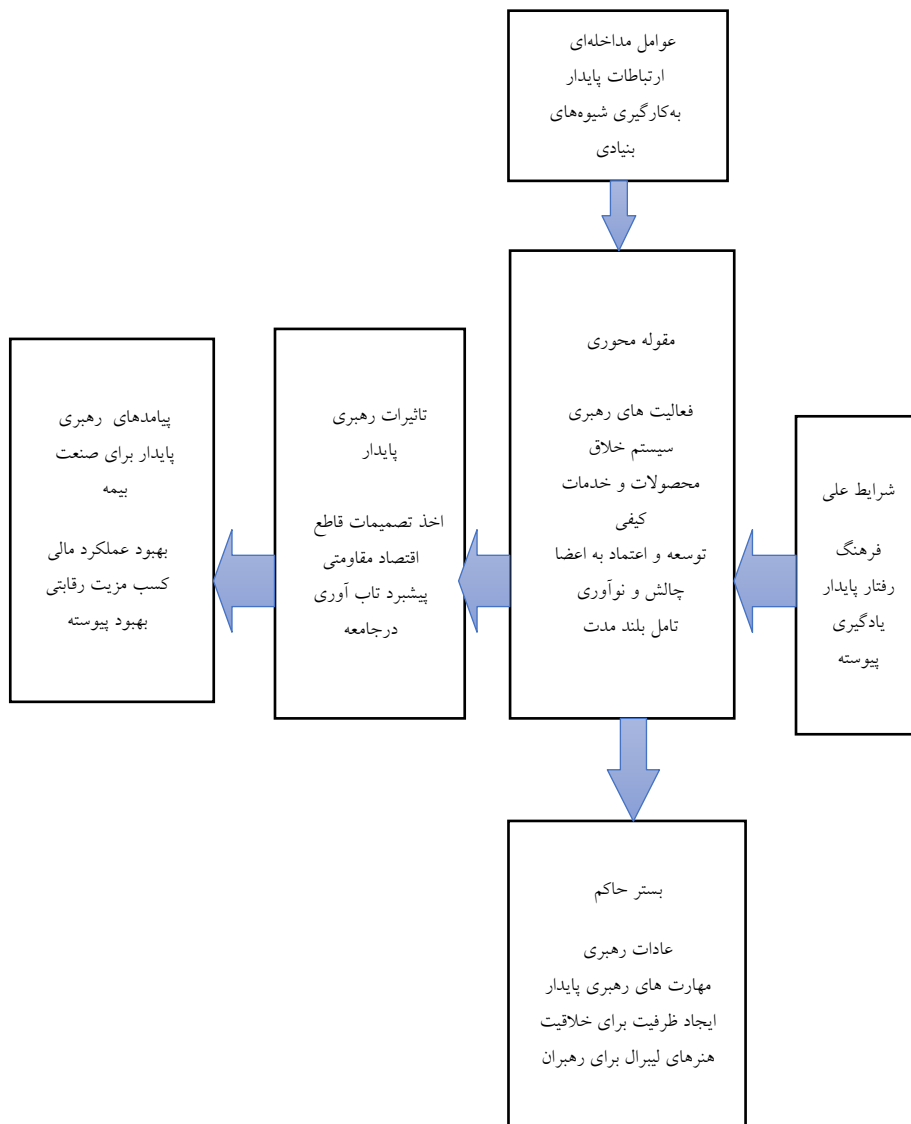 عوامل مداخله‌ای
ارتباطات پایدار
به‌کارگیری شیوه‌های
بنیادی
شرایط علی
فرهنگ
رفتار پایدار
یادگیری
پیوسته
مقوله محوری
فعالیت های رهبری
سیستم خلاق
محصولات و خدمات
کیفی
توسعه و اعتماد به اعضا
چالش و نوآوری
تامل بلند مدت
تاثیرات رهبری
پایدار
اخذ تصمیمات قاطع
اقتصاد مقاومتی
پیشبرد تاب آوری
درجامعه
پیامدهای رهبری
پایدار برای صنعت
بیمه
بهبود عملکرد مالی
کسب مزیت رقابتی
بهبود پیوسته
بستر حاکم
عادات رهبری
مهارت های رهبری پایدار
ایجاد ظرفیت برای خلاقیت
هنرهای لیبرال برای رهبران